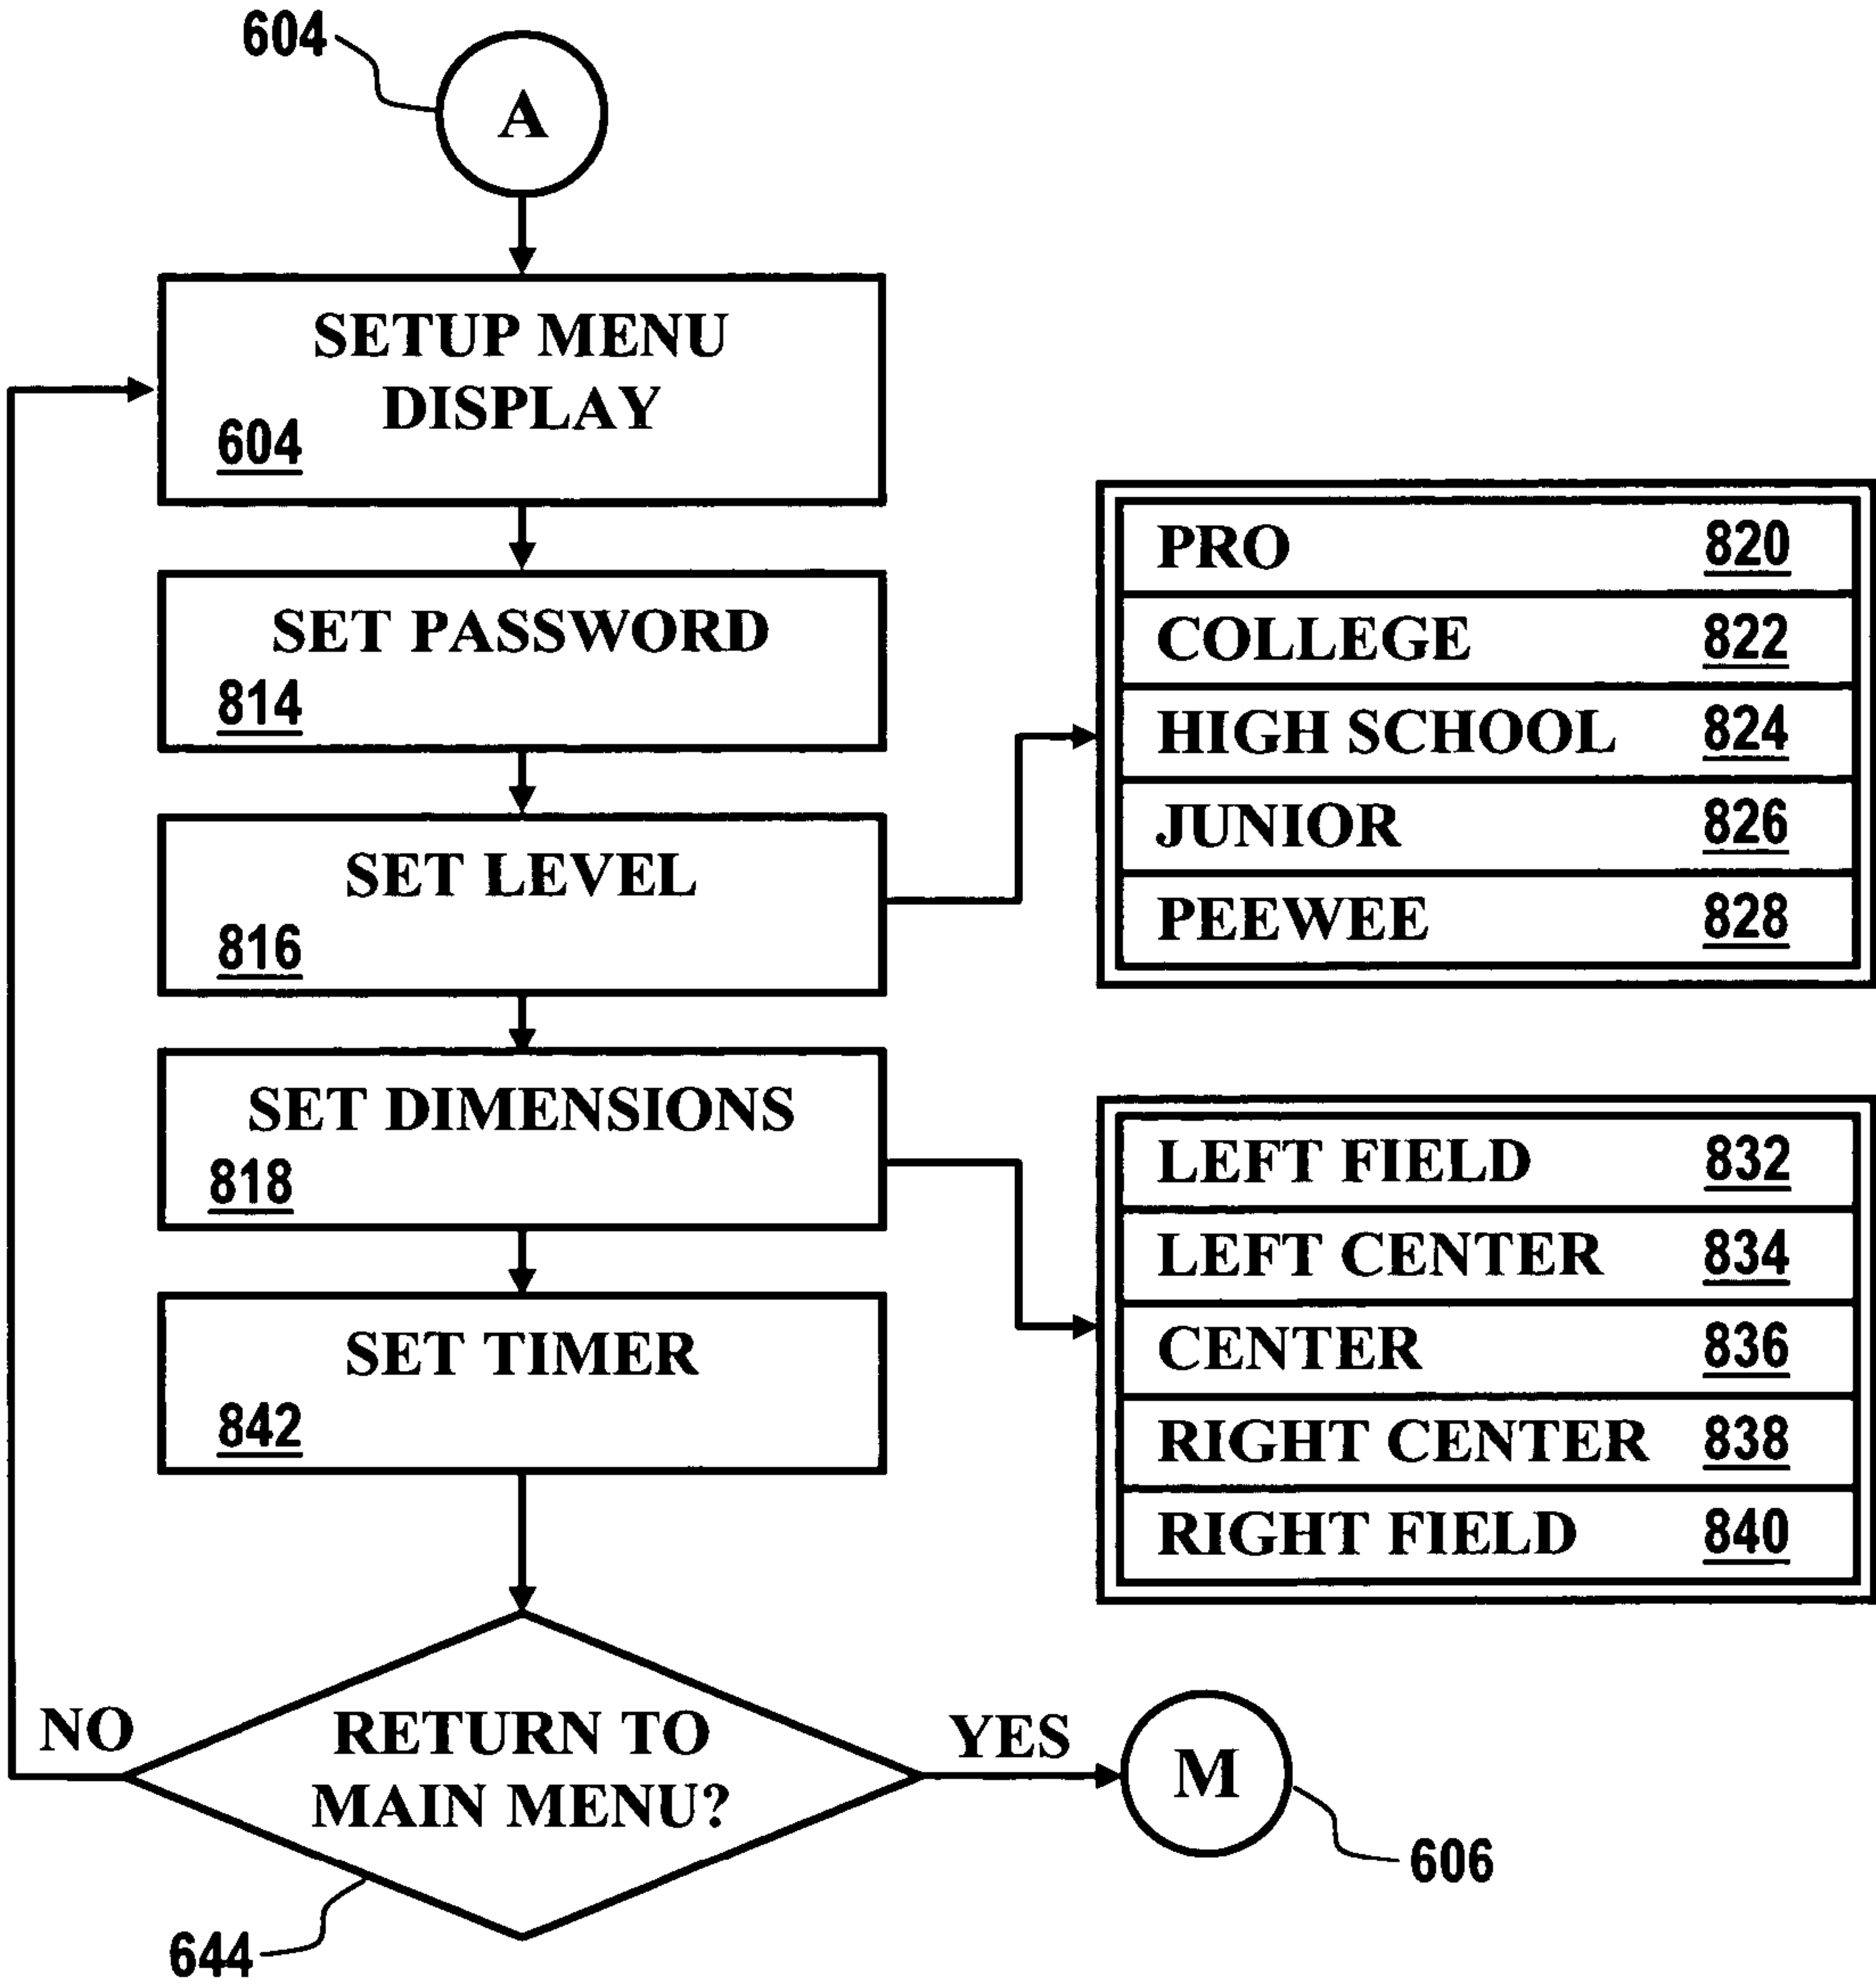 604
A
SETUP MENU
DISPLAY
604
SET PASSWORD
814
SET LEVEL
816
PRO 820
COLLEGE 822
HIGH SCHOOL 824
JUNIOR 826
PEEWEE 828
SET DIMENSIONS
818
LEFT FIELD 832
LEFT CENTER 834
CENTER 836
RIGHT CENTER 838
RIGHT FIELD 840
SET TIMER
842
NO
RETURN TO
MAIN MENU?
YES
M
606
644